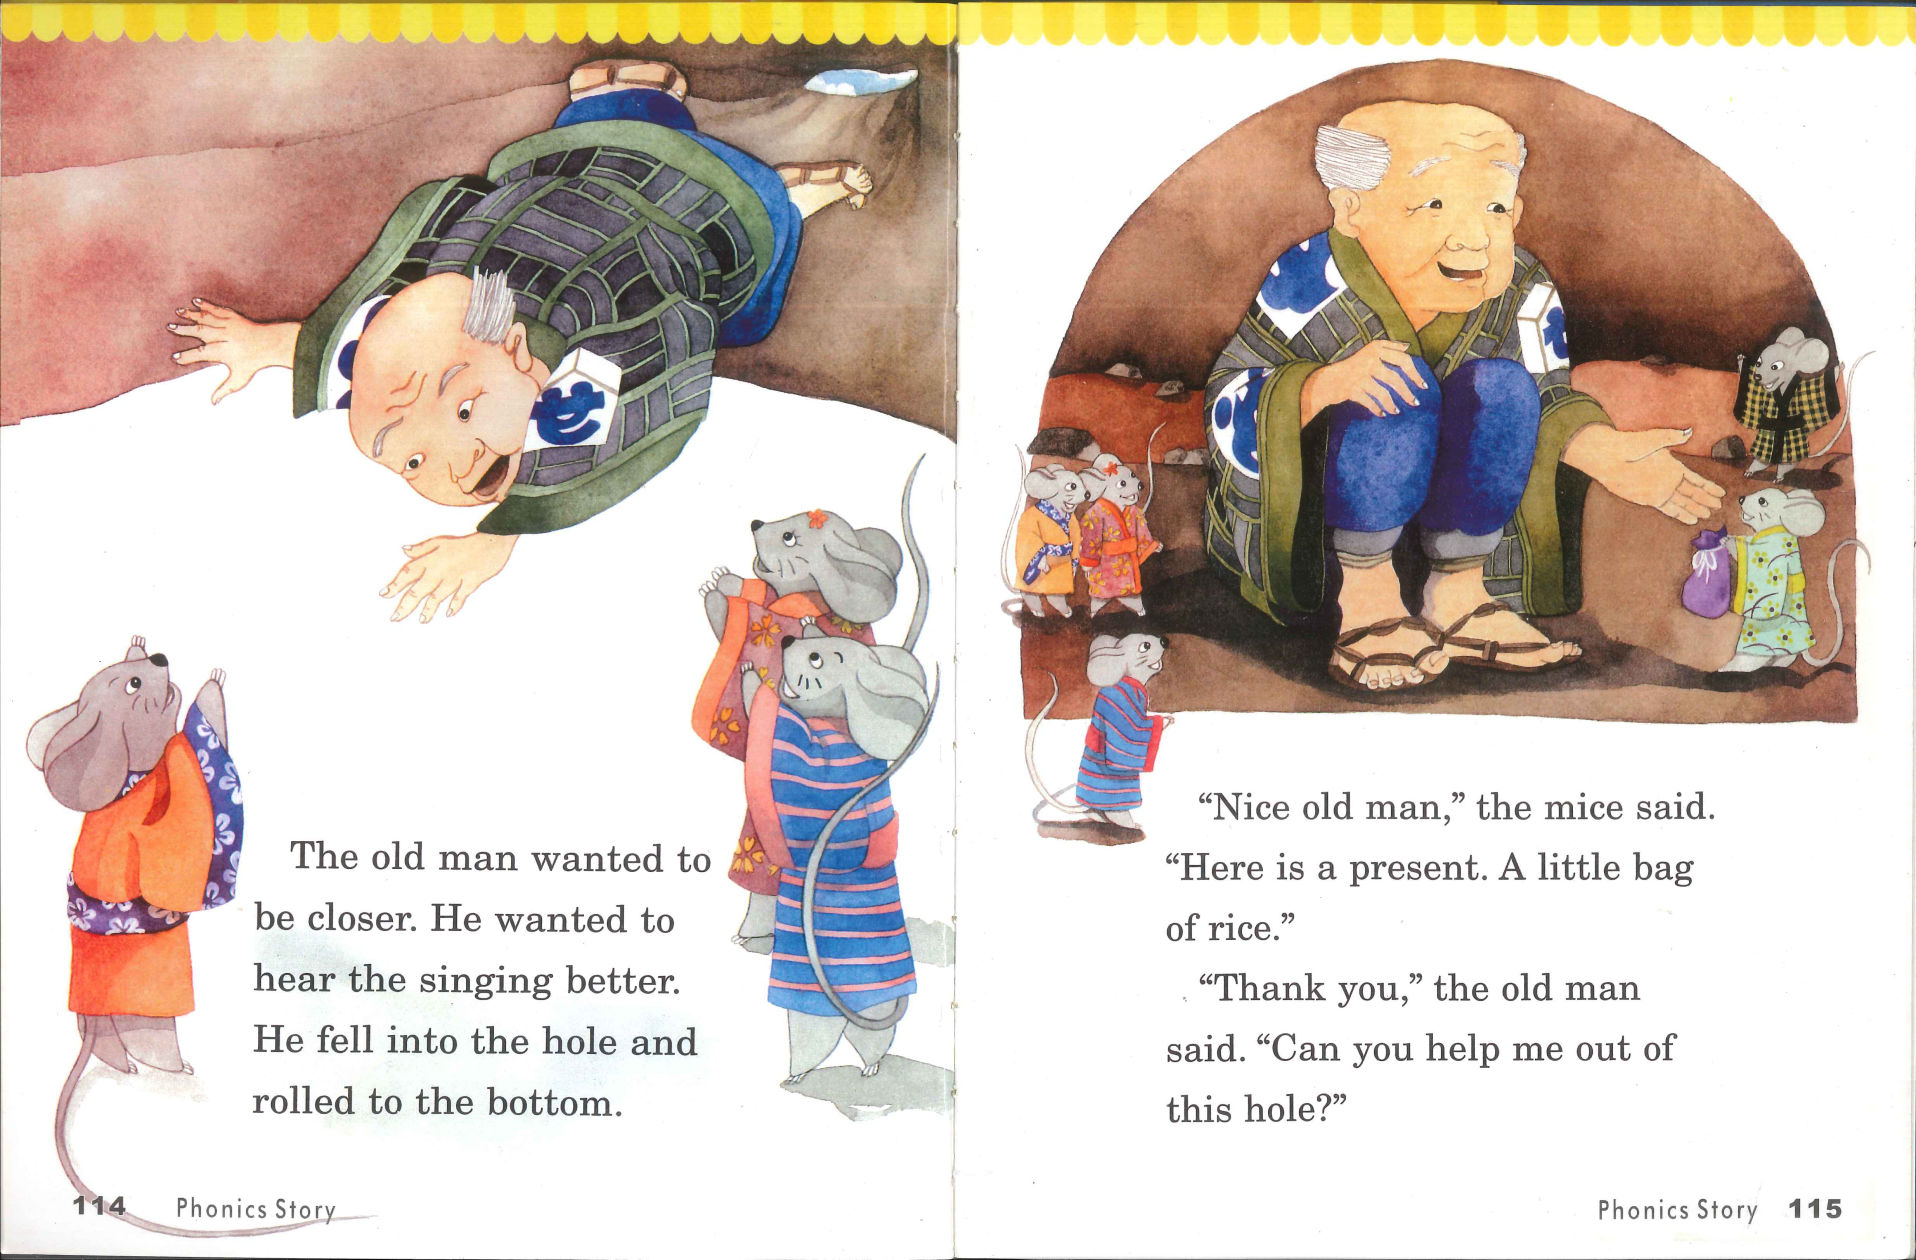 The old man wanted to
be closer. He wanted to
hear the singing better.
He fell into the hole and
rolled to the bottom.
114 Phonics Story
せ
“Nice old man,” the mice said.
“Here is a present. A little bag
of rice.”
“Thank you,” the old man
said. “Can you help me out of
this hole?”
Phonics Story 115